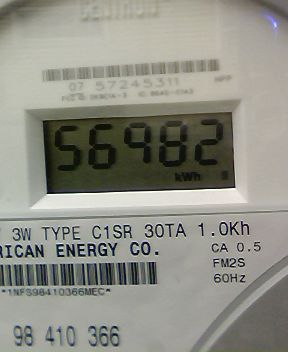 07 57245311
56982
kWh
3W TYPE C1SR 30TA 1.0Kh
RICAN ENERGY CO.
CA 0.5
FM2S
60Hz
*1NFS98410366MEC*
98 410 366